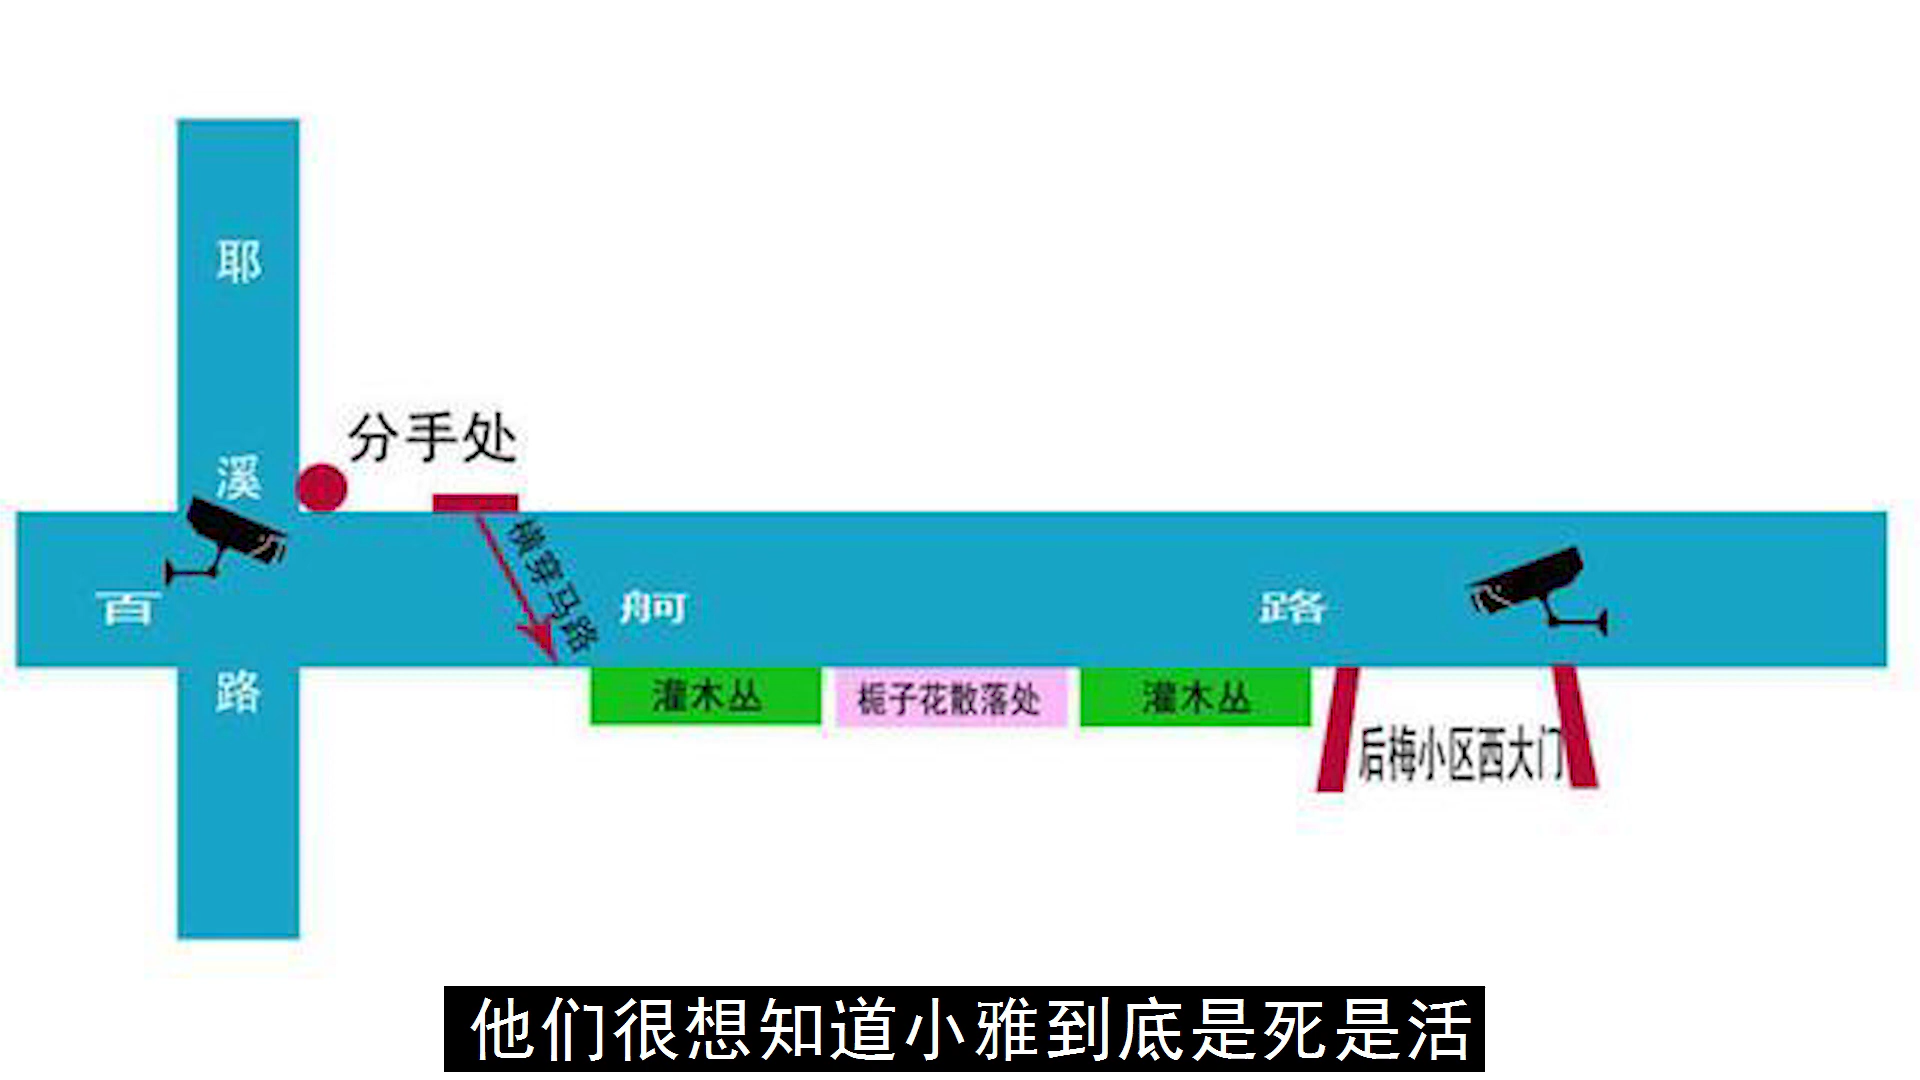 耶溪路
分手处
横穿马路
百舸路
灌木丛
栀子花散落处
灌木丛
后梅小区西大门
他们很想知道小雅到底是死是活